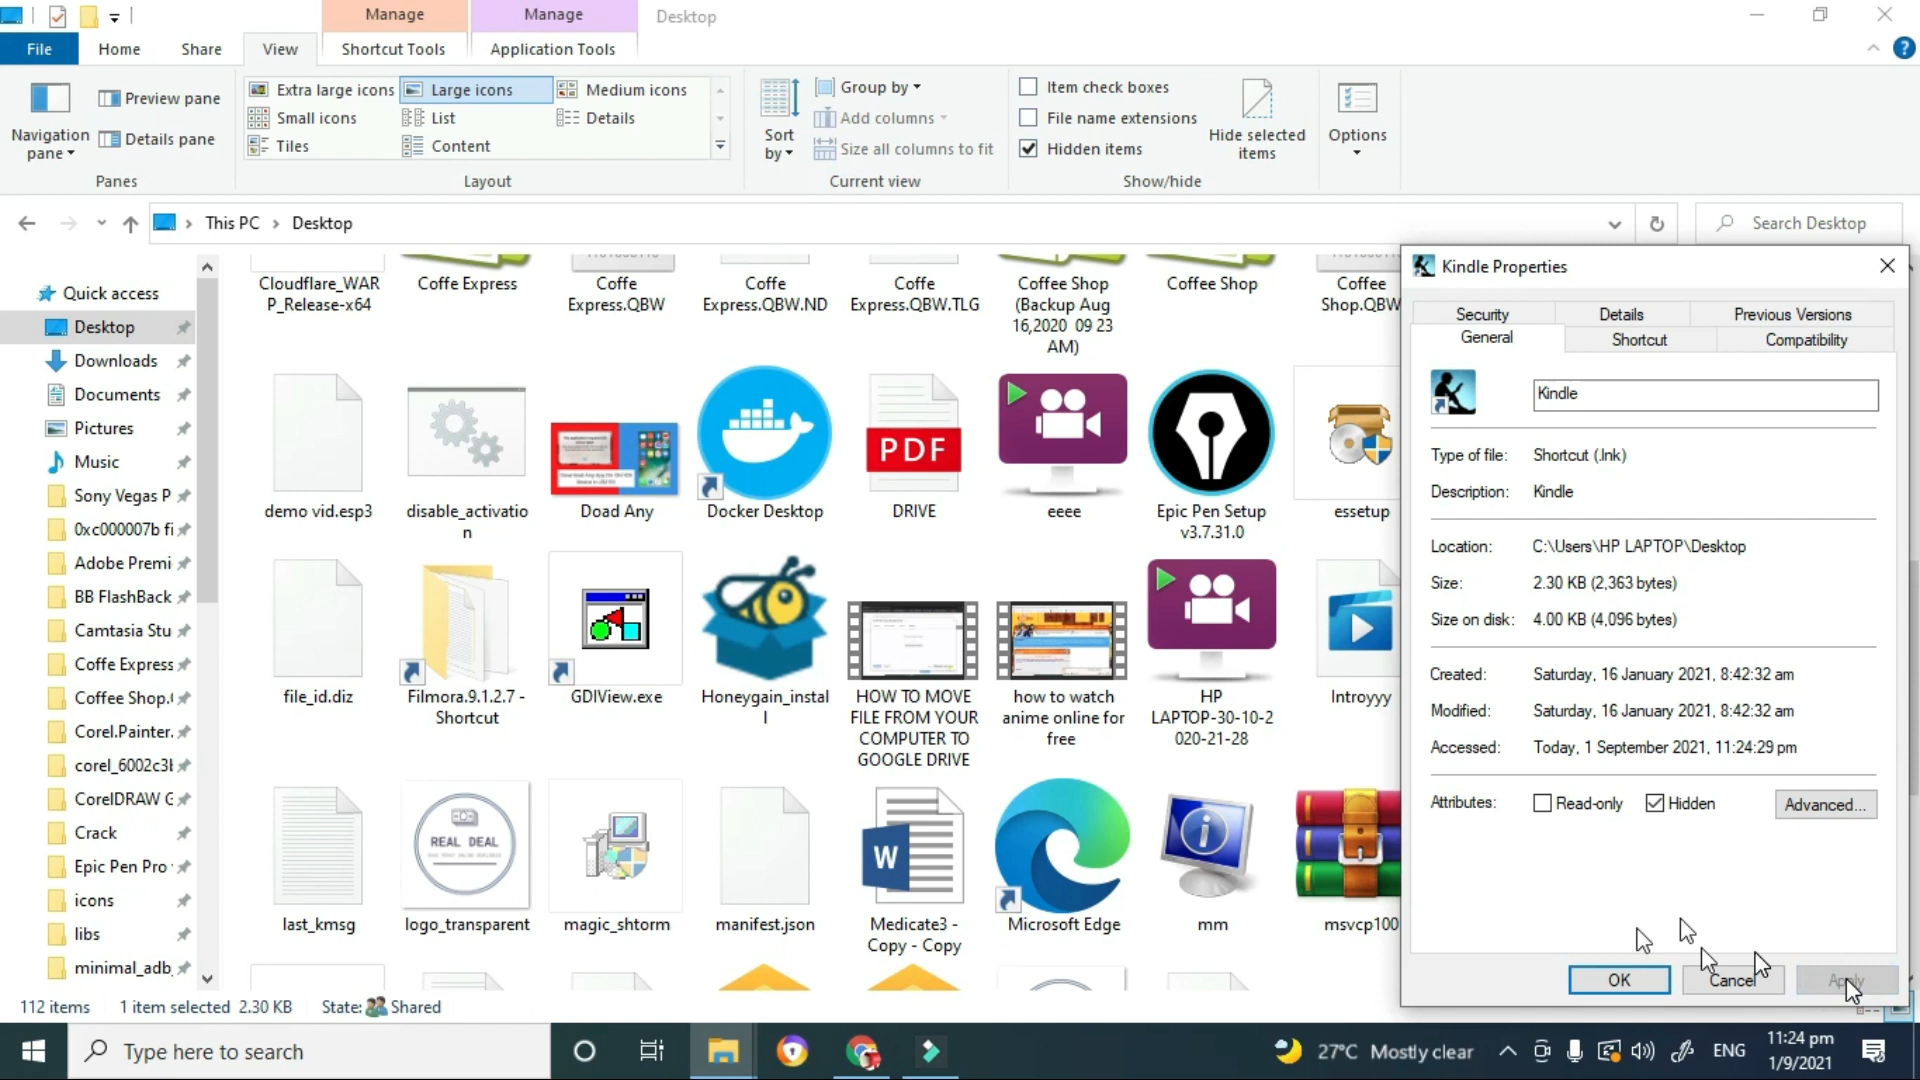 Manage
Manage
Desktop
File
Home
Share
View
Shortcut Tools
Application Tools
Navigation pane
Preview pane
Details pane
Panes
Extra large icons
Large icons
Medium icons
Small icons
List
Details
Tiles
Content
Layout
Sort by
Group by
Add columns
Size all columns to fit
Current view
Item check boxes
File name extensions
Hidden items
Hide selected items
Show/hide
Options
This PC
Desktop
Search Desktop
Quick access
Desktop
Downloads
Documents
Pictures
Music
Sony Vegas P
0xc000007b fi
Adobe Premi
BB FlashBack
Camtasia Stu
Coffe Express
Coffee Shop.
Corel.Painter.
corel_6002c3
CorelDRAW G
Crack
Epic Pen Pro
icons
libs
minimal_adb
Cloudflare_WAR
P_Release-x64
Coffe Express
Coffe
Express.QBW
Coffe
Express.QBW.ND
Coffe
Express.QBW.TLG
Coffee Shop
(Backup Aug
16,2020 09 23
AM)
Coffee Shop
Coffee
Shop.QBW
PDF
demo vid.esp3
disable_activatio
n
Doad Any
Docker Desktop
DRIVE
eeee
Epic Pen Setup
v3.7.31.0
essetup
file_id.diz
Filmora.9.1.2.7 -
Shortcut
GDIView.exe
Honeygain_instal
l
HOW TO MOVE
FILE FROM YOUR
COMPUTER TO
GOOGLE DRIVE
how to watch
anime online for
free
HP
LAPTOP-30-10-2
020-21-28
Introyyy
REAL DEAL
W
last_kmsg
logo_transparent
magic_shtorm
manifest.json
Medicate3 -
Copy - Copy
Microsoft Edge
mm
msvcp100
Kindle Properties
Security
Details
Previous Versions
General
Shortcut
Compatibility
Kindle
Type of file: Shortcut (.lnk)
Description: Kindle
Location: C:\Users\HP LAPTOP\Desktop
Size: 2.30 KB (2,363 bytes)
Size on disk: 4.00 KB (4,096 bytes)
Created: Saturday, 16 January 2021, 8:42:32 am
Modified: Saturday, 16 January 2021, 8:42:32 am
Accessed: Today, 1 September 2021, 11:24:29 pm
Attributes: Read-only Hidden Advanced...
OK
Cancel
Apply
112 items
1 item selected 2.30 KB
State: Shared
Type here to search
27°C Mostly clear
ENG
11:24 pm
1/9/2021